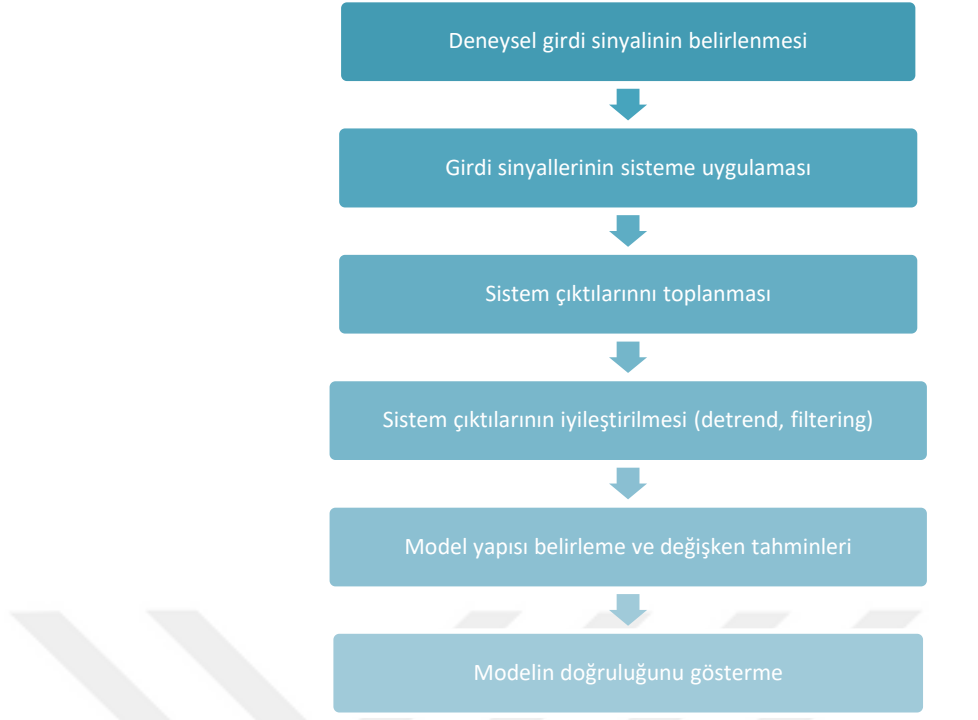 Deneysel girdi sinyalinin belirlenmesi
Girdi sinyallerinin sisteme uygulaması
Sistem çıktılarınnı toplanması
Sistem çıktılarının iyileştirilmesi (detrend, filtering)
Model yapısı belirleme ve değişken tahminleri
Modelin doğruluğunu gösterme